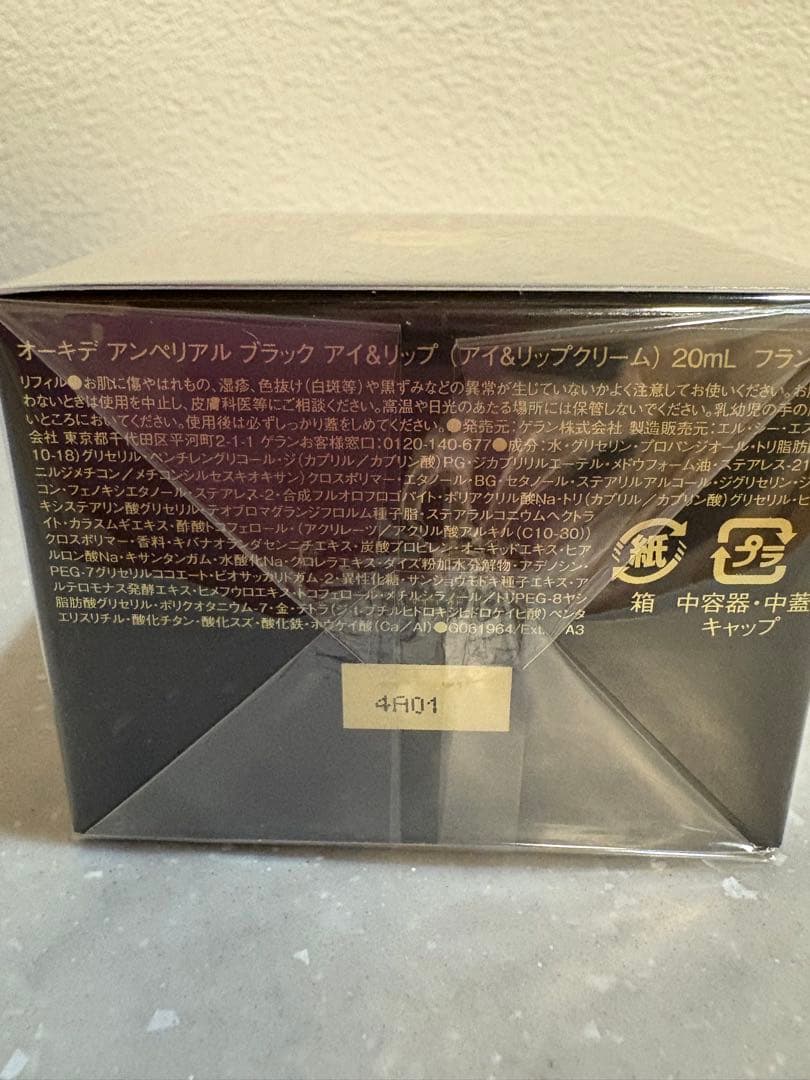 オーキデ アンペリアル ブラック アイ&リップ (アイ&リップクリーム) 20mL フラン
リフィル●お肌に傷やはれもの、湿疹、色抜け(白斑等)や黒ずみなどの異常が生じていないかよく注意してお使いください。お
わないときは使用を中止し、皮膚科医等にご相談ください。高温や日光のあたる場所には保管しないでください。乳幼児の手の
いところにおいてください。使用後は必ずしっかり蓋をしめてください。●発売元:ゲラン株式会社 製造販売元:エル・シー・エス
会社 東京都千代田区平河町2-1-1 ゲランお客様窓口:0120-140-677●成分:水・グリセリン・プロパンジオール・トリ脂肪
10-18)グリセリル・ペンチレングリコール・ジ(カプリル/カプリン酸)PG・ジカプリリルエーテル・メドウフォーム油・ステアレス-21
ニルジメチコン/メチコンシルセスキオキサン)クロスポリマー・エタノール・BG・セタノール・ステアリルアルコール・ジグリセリン・ジ
コン・フェノキシエタノール・ステアレス-2・合成フルオロフロゴパイト・ポリアクリル酸Na・トリ(カプリル/カプリン酸)グリセリル・ヒ
キシステアリン酸グリセリル・テオブロマグランジフロルム種子脂・ステアラルコニウムヘクトラ
イト・カラスムギエキス・酢酸トコフェロール・(アクリレーツ/アクリル酸アルキル(C10-30))
クロスポリマー・香料・キバナオ ダセンニチエキス・炭酸プロピレン・オーキッドエキス・ヒア
ルロン酸Na・キサンタンガム・水酸化Na・クロレラエキス・ダイズ粉加水分解物・アデノシン・
PEG-7グリセリルココエート・ビオサッカリドガム-2・異性化糖・サンショウモドキ種子エキス・ア
ルテロモナス発酵エキス・ヒメフウロエキス・トコフェロール・メチルシラノールトリPEG-8ヤシ
脂肪酸グリセリル・ポリクオタニウム-7・金・テトラ(ジ-t-ブチルヒドロキシヒドロケイヒ酸)ペンタ
エリスリチル・酸化チタン・酸化スズ・酸化鉄・ホウケイ酸(Ca/Al)●G061964/Ext. A3
紙
プラ
箱 中容器・中蓋
キャップ
4A01